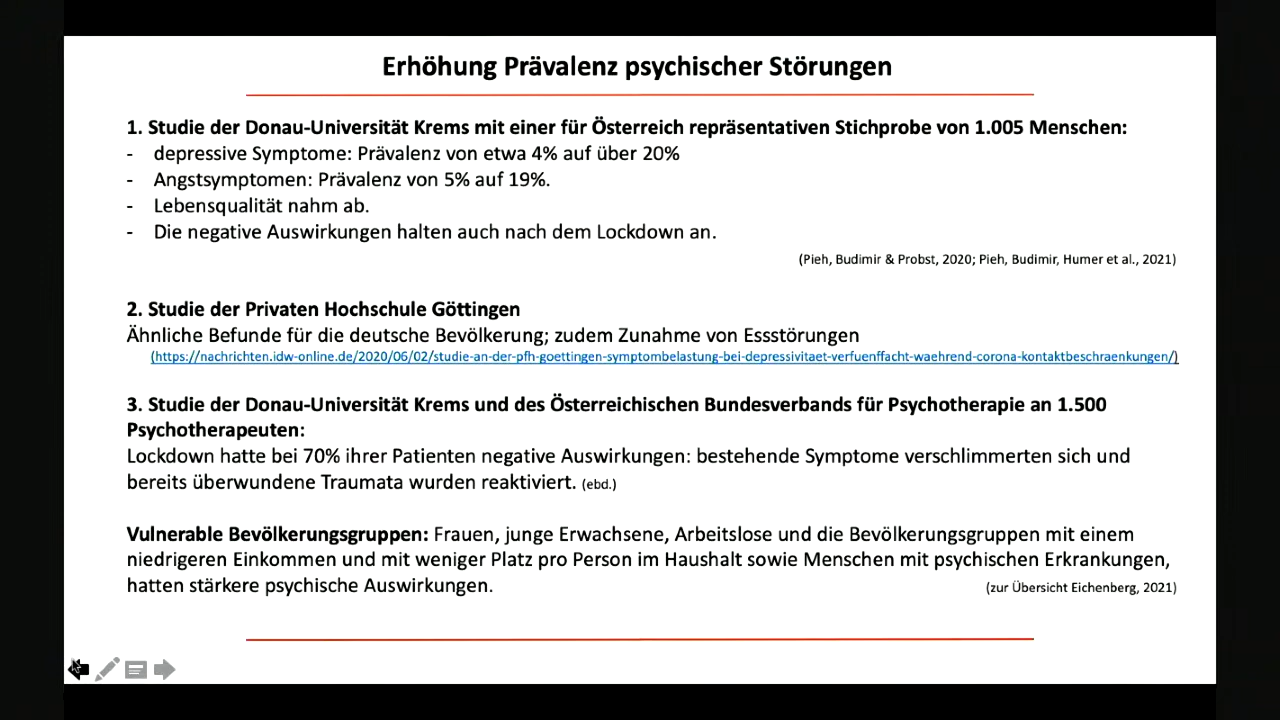 Erhöhung Prävalenz psychischer Störungen
1. Studie der Donau-Universität Krems mit einer für Österreich repräsentativen Stichprobe von 1.005 Menschen:
- depressive Symptome: Prävalenz von etwa 4% auf über 20%
- Angstsymptomen: Prävalenz von 5% auf 19%.
- Lebensqualität nahm ab.
- Die negative Auswirkungen halten auch nach dem Lockdown an.
(Pieh, Budimir & Probst, 2020; Pieh, Budimir, Humer et al., 2021)
2. Studie der Privaten Hochschule Göttingen
Ähnliche Befunde für die deutsche Bevölkerung; zudem Zunahme von Essstörungen
(https://nachrichten.idw-online.de/2020/06/02/studie-an-der-pfh-goettingen-symptombelastung-bei-depressivitaet-verfuenffacht-waehrend-corona-kontaktbeschraenkungen/)
3. Studie der Donau-Universität Krems und des Österreichischen Bundesverbands für Psychotherapie an 1.500
Psychotherapeuten:
Lockdown hatte bei 70% ihrer Patienten negative Auswirkungen: bestehende Symptome verschlimmerten sich und
bereits überwundene Traumata wurden reaktiviert. (ebd.)
Vulnerable Bevölkerungsgruppen: Frauen, junge Erwachsene, Arbeitslose und die Bevölkerungsgruppen mit einem
niedrigeren Einkommen und mit weniger Platz pro Person im Haushalt sowie Menschen mit psychischen Erkrankungen,
hatten stärkere psychische Auswirkungen. (zur Übersicht Eichenberg, 2021)